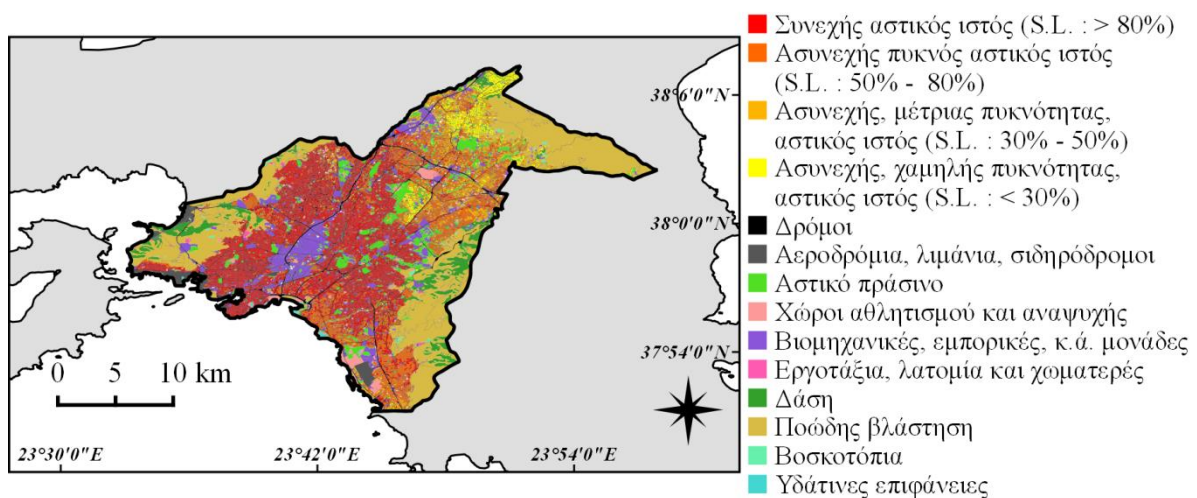 Συνεχής αστικός ιστός (S.L. : > 80%)
Ασυνεχής πυκνός αστικός ιστός
(S.L. : 50% - 80%)
Ασυνεχής, μέτριας πυκνότητας,
αστικός ιστός (S.L. : 30% - 50%)
Ασυνεχής, χαμηλής πυκνότητας,
αστικός ιστός (S.L. : < 30%)
Δρόμοι
Αεροδρόμια, λιμάνια, σιδηρόδρομοι
Αστικό πράσινο
Χώροι αθλητισμού και αναψυχής
Βιομηχανικές, εμπορικές, κ.ά. μονάδες
Εργοτάξια, λατομία και χωματερές
Δάση
Ποώδης βλάστηση
Βοσκοτόπια
Υδάτινες επιφάνειες
38°6'0"N
38°0'0"N
37°54'0"N
0 5 10 km
23°30'0"E 23°42'0"E 23°54'0"E